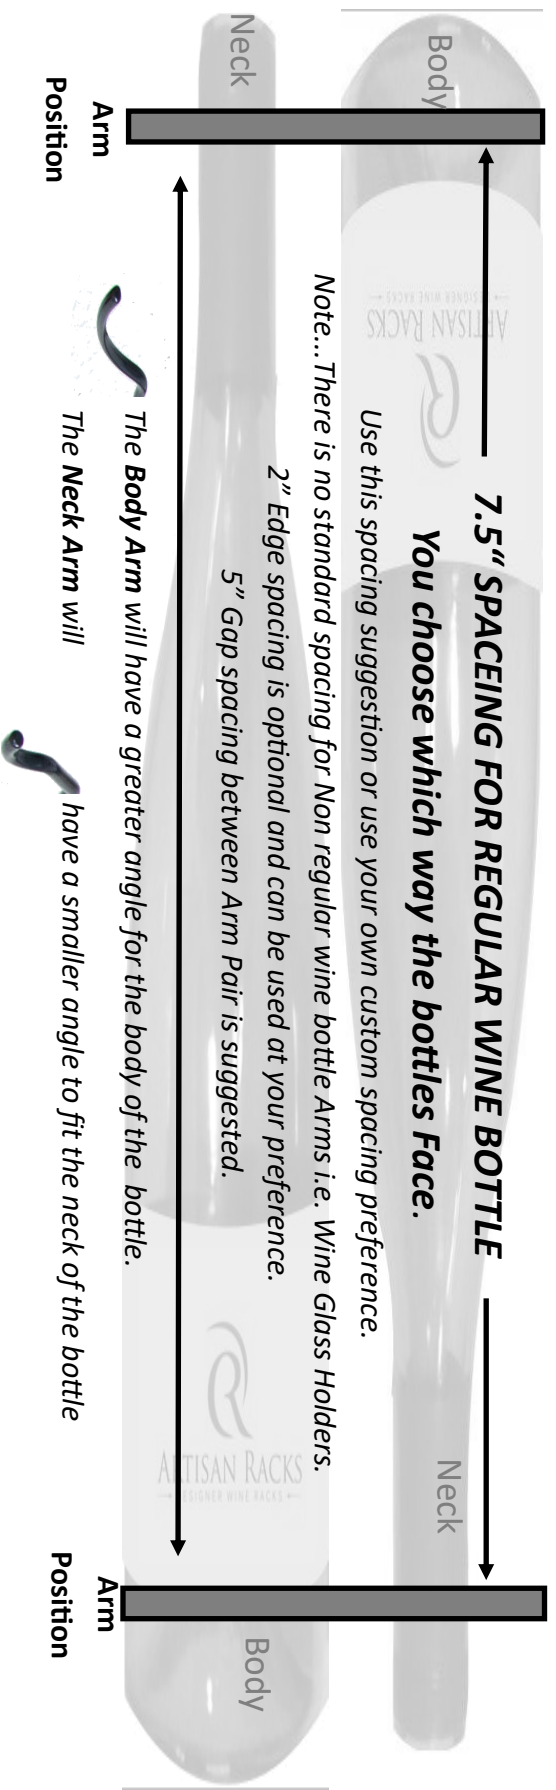 7.5“ SPACEING FOR REGULAR WINE BOTTLE
You choose which way the bottles Face.
Use this spacing suggestion or use your own custom spacing preference.
Note...There is no standard spacing for Non regular wine bottle Arms i.e. Wine Glass Holders.
2” Edge spacing is optional and can be used at your preference.
5” Gap spacing between Arm Pair is suggested.
The Body Arm will have a greater angle for the body of the bottle.
The Neck Arm will have a smaller angle to fit the neck of the bottle
Body
Neck
Neck
Body
Arm
Position
Arm
Position
ARTISAN RACKS
DESIGNER WINE RACKS
ARTISAN RACKS
DESIGNER WINE RACKS